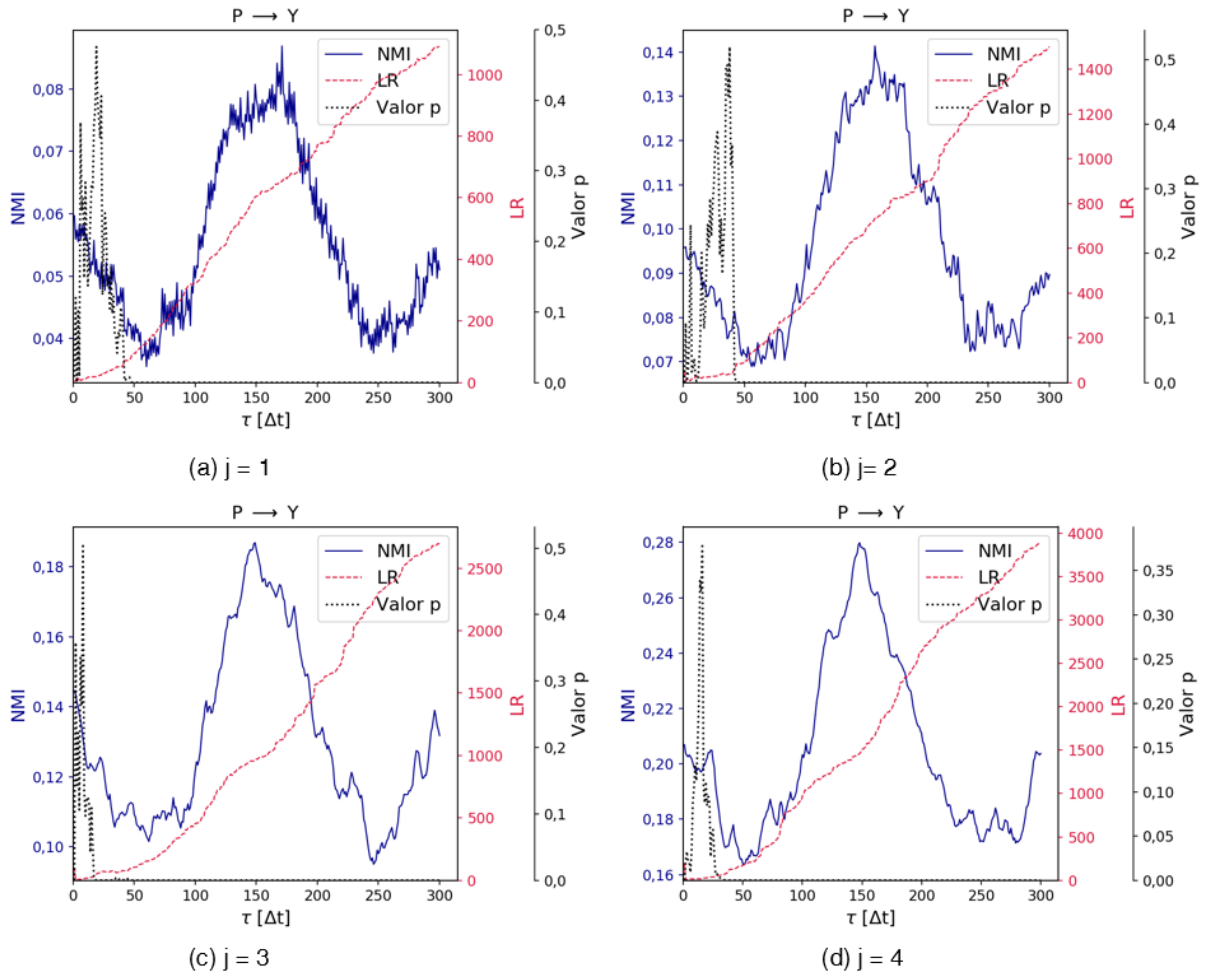 P → Y
NMI
LR
Valor p
0,08
0,07
0,06
0,05
0,04
NMI
0 50 100 150 200 250 300
τ [Δt]
1000
800
600
400
200
0
LR
0,5
0,4
0,3
0,2
0,1
0,0
Valor p
(a) j = 1
P → Y
NMI
LR
Valor p
0,14
0,13
0,12
0,11
0,10
0,09
0,08
0,07
NMI
0 50 100 150 200 250 300
τ [Δt]
1400
1200
1000
800
600
400
200
0
LR
0,5
0,4
0,3
0,2
0,1
0,0
Valor p
(b) j= 2
P → Y
NMI
LR
Valor p
0,18
0,16
0,14
0,12
0,10
NMI
0 50 100 150 200 250 300
τ [Δt]
2500
2000
1500
1000
500
0
LR
0,5
0,4
0,3
0,2
0,1
0,0
Valor p
(c) j = 3
P → Y
NMI
LR
Valor p
0,28
0,26
0,24
0,22
0,20
0,18
0,16
NMI
0 50 100 150 200 250 300
τ [Δt]
4000
3500
3000
2500
2000
1500
1000
500
0
LR
0,35
0,30
0,25
0,20
0,15
0,10
0,05
0,00
Valor p
(d) j = 4